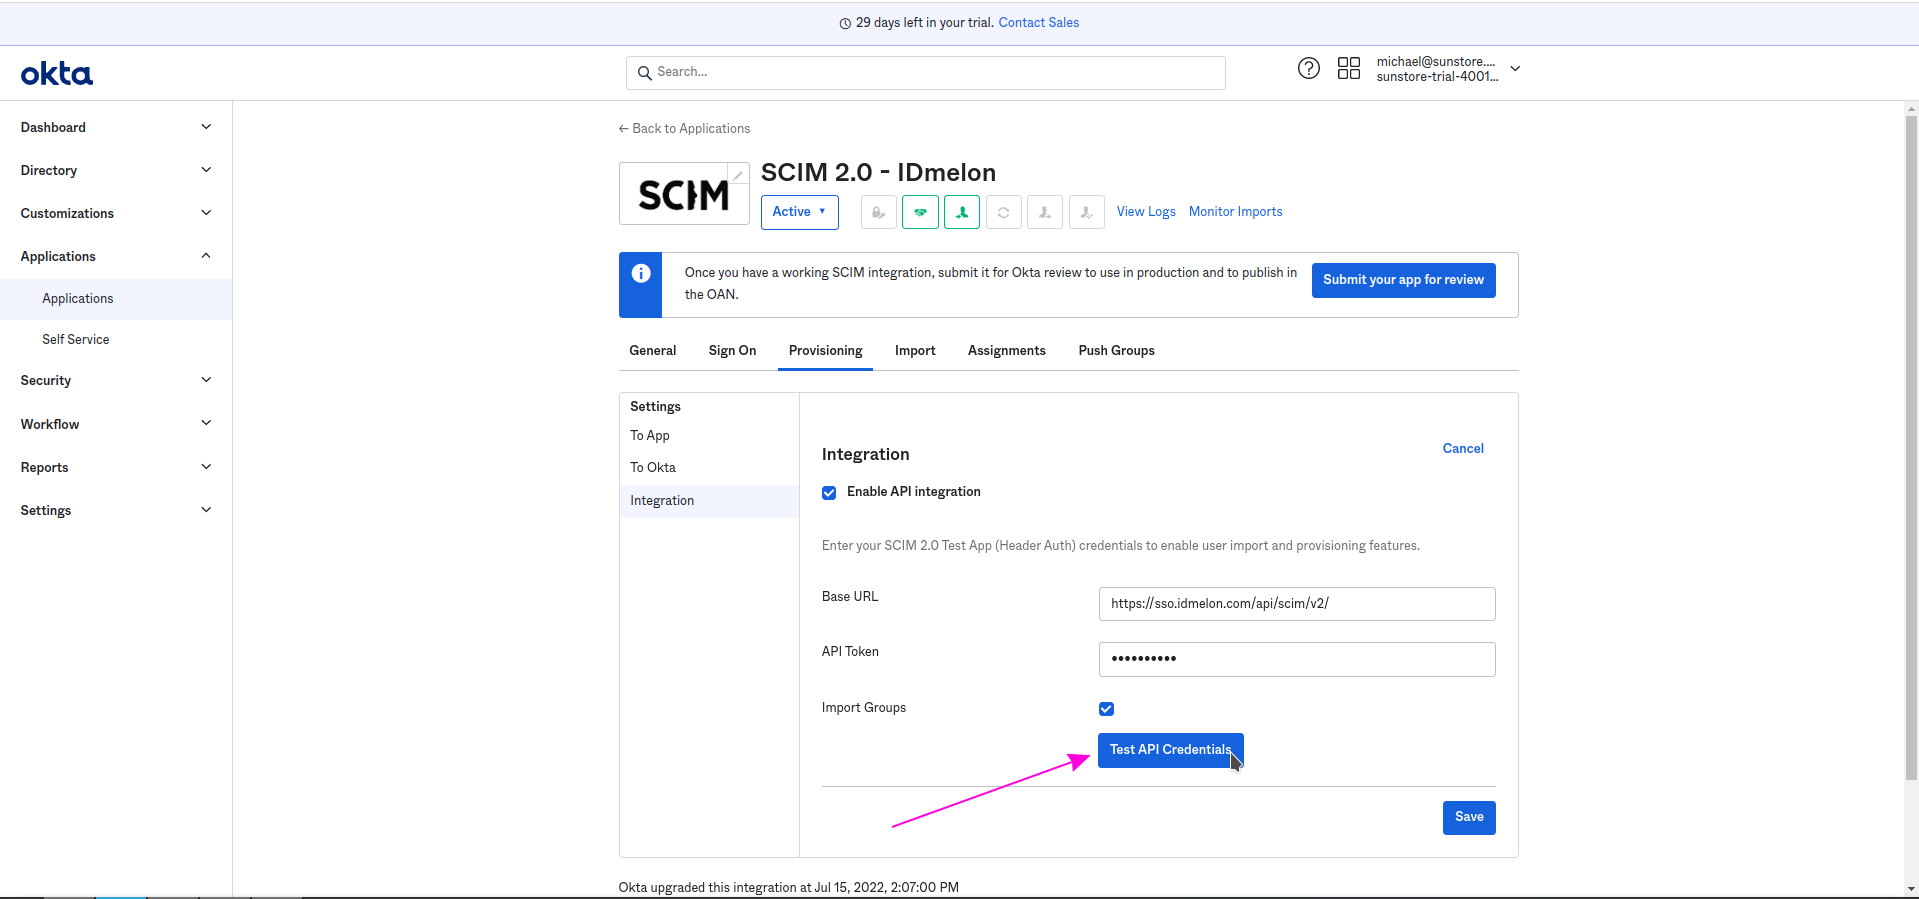 29 days left in your trial. Contact Sales
okta
Search...
michael@sunstore....
sunstore-trial-4001...
Dashboard
Directory
Customizations
Applications
Applications
Self Service
Security
Workflow
Reports
Settings
← Back to Applications
SCIM
SCIM 2.0 - IDmelon
Active
View Logs
Monitor Imports
Once you have a working SCIM integration, submit it for Okta review to use in production and to publish in
the OAN.
Submit your app for review
General
Sign On
Provisioning
Import
Assignments
Push Groups
Settings
To App
To Okta
Integration
Integration
Cancel
Enable API integration
Enter your SCIM 2.0 Test App (Header Auth) credentials to enable user import and provisioning features.
Base URL
https://sso.idmelon.com/api/scim/v2/
API Token
••••••••••
Import Groups
Test API Credentials
Save
Okta upgraded this integration at Jul 15, 2022, 2:07:00 PM